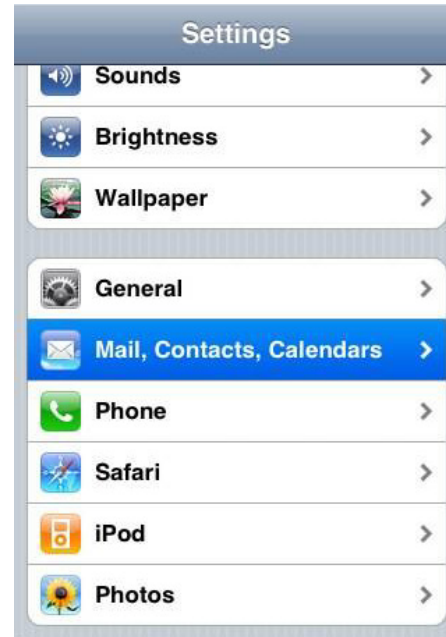 Settings
Sounds
Brightness
Wallpaper
General
Mail, Contacts, Calendars
Phone
Safari
iPod
Photos